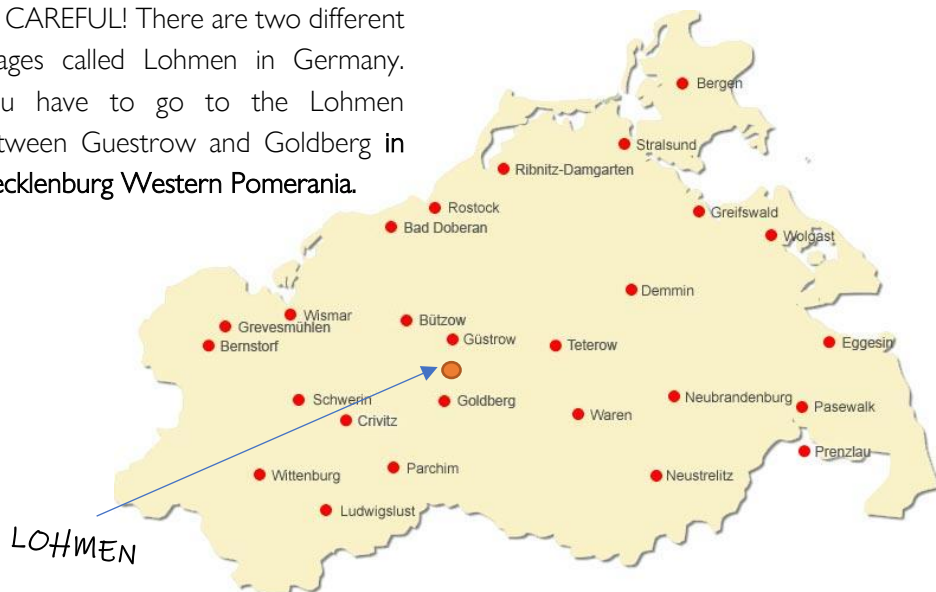 CAREFUL! There are two different
ages called Lohmen in Germany.
u have to go to the Lohmen
tween Guestrow and Goldberg in
ecklenburg Western Pomerania.
Bergen
Stralsund
Ribnitz-Damgarten
Rostock
Greifswald
Bad Doberan
Wolgast
Demmin
Wismar
Bützow
Grevesmühlen
Güstrow
Teterow
Eggesin
Bernstorf
Schwerin
Goldberg
Neubrandenburg
Pasewalk
Waren
Crivitz
Prenzlau
Parchim
Wittenburg
Neustrelitz
Ludwigslust
LOHMEN